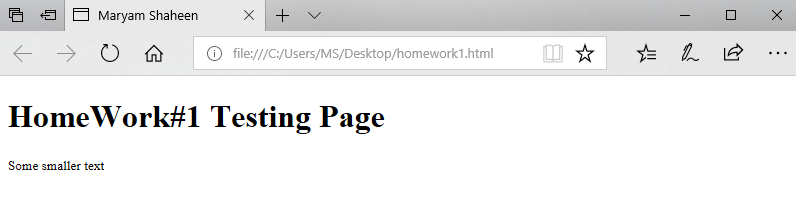 Maryam Shaheen
file:///C:/Users/MS/Desktop/homework1.html
HomeWork#1 Testing Page
Some smaller text